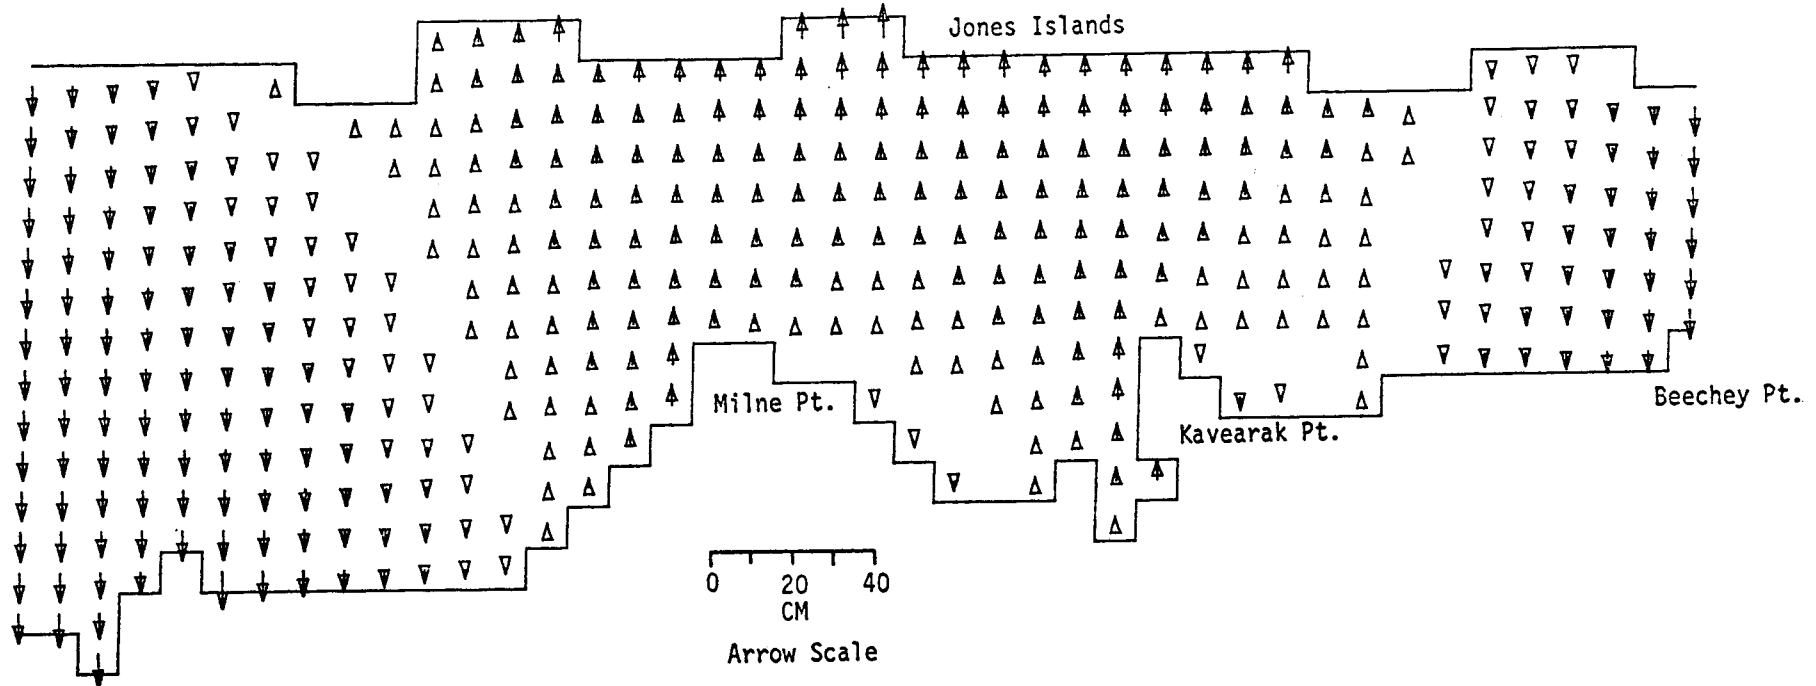 Jones Islands
Milne Pt.
Kavearak Pt.
Beechey Pt.
0 20 40
CM
Arrow Scale